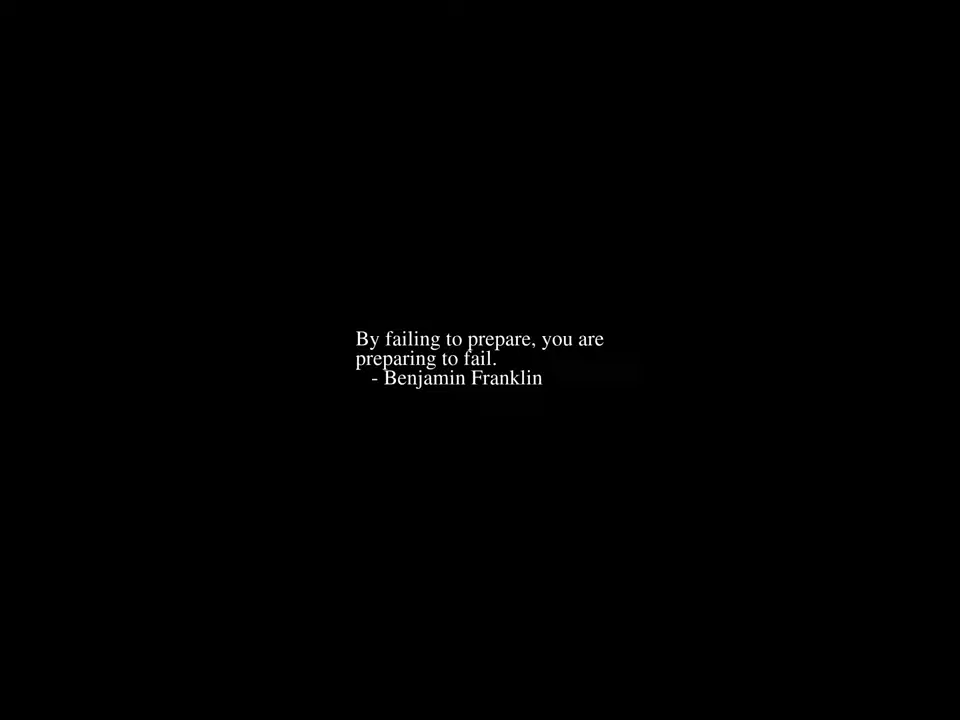 By failing to prepare, you are
preparing to fail.
- Benjamin Franklin